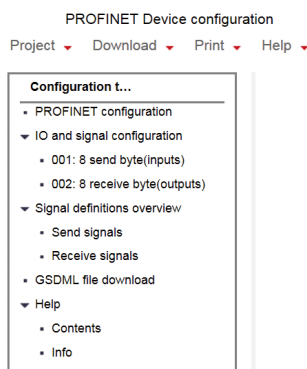 PROFINET Device configuration
Project Download Print Help
Configuration t...
PROFINET configuration
IO and signal configuration
001: 8 send byte(inputs)
002: 8 receive byte(outputs)
Signal definitions overview
Send signals
Receive signals
GSDML file download
Help
Contents
Info